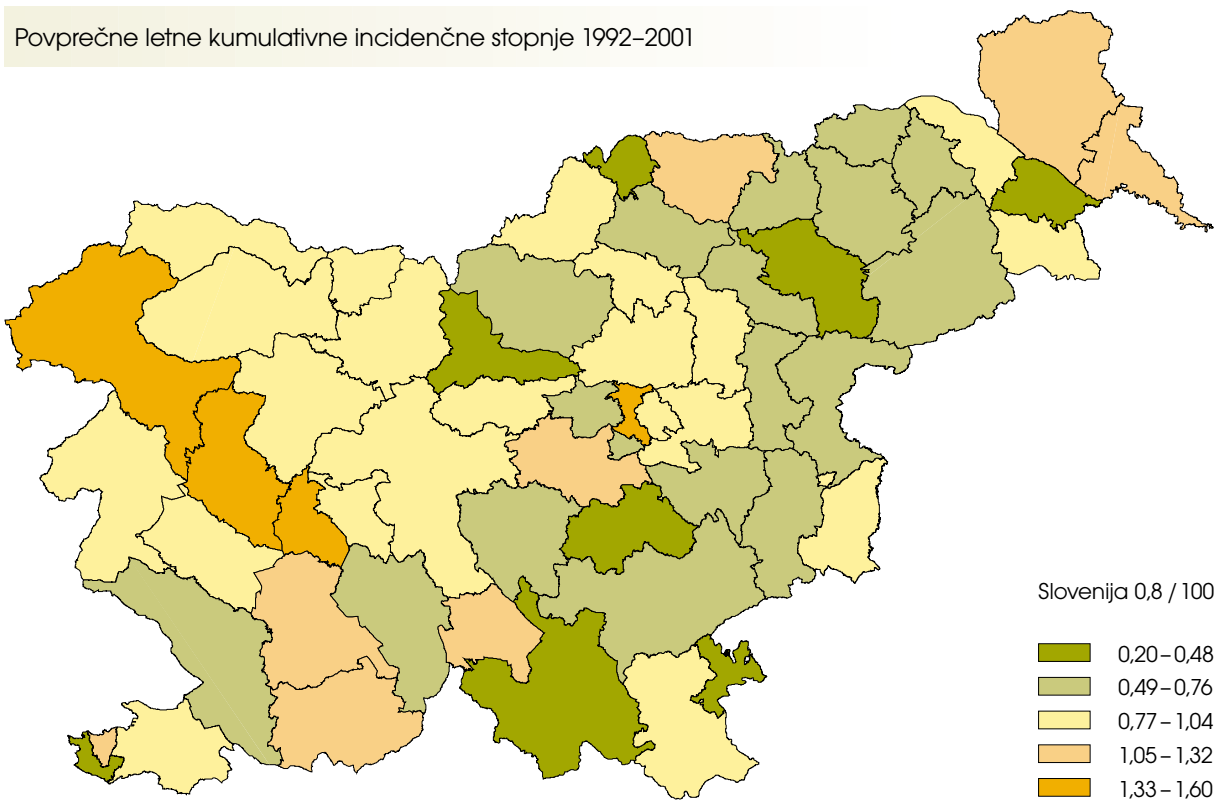 Povprečne letne kumulativne incidenčne stopnje 1992–2001
Slovenija 0,8 / 100
0,20–0,48
0,49–0,76
0,77–1,04
1,05–1,32
1,33–1,60